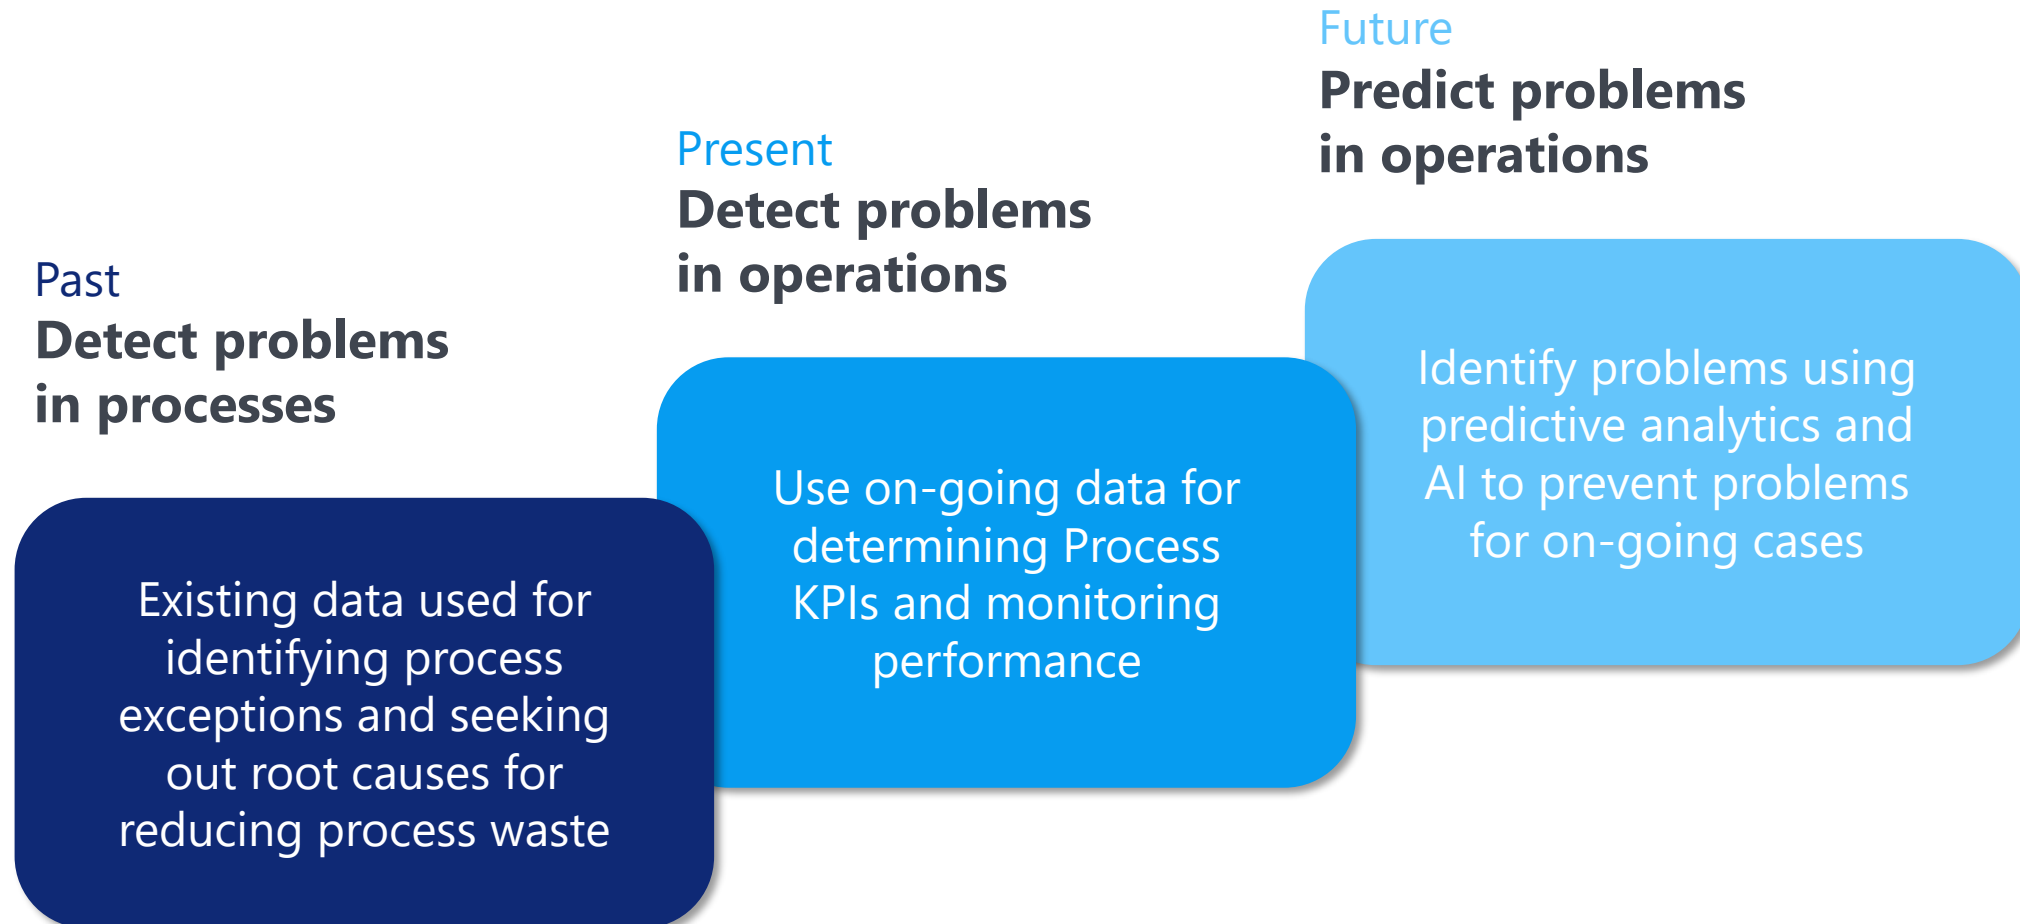 Past
Detect problems
in processes
Existing data used for
identifying process
exceptions and seeking
out root causes for
reducing process waste
Present
Detect problems
in operations
Use on-going data for
determining Process
KPIs and monitoring
performance
Future
Predict problems
in operations
Identify problems using
predictive analytics and
AI to prevent problems
for on-going cases